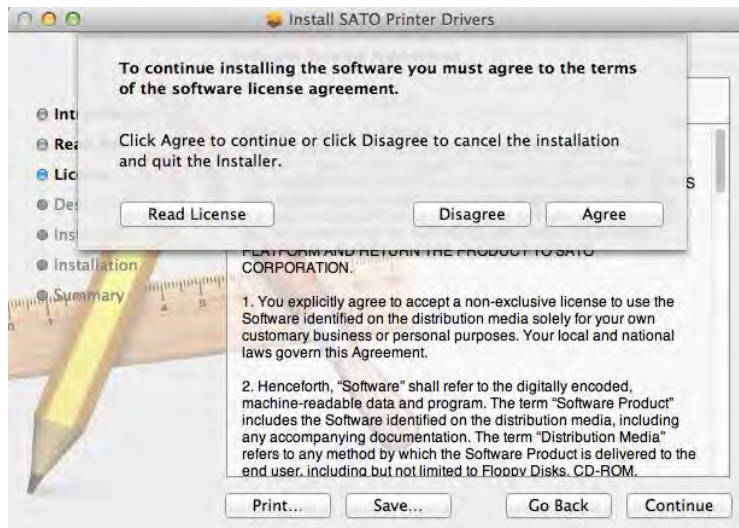 Install SATO Printer Drivers
To continue installing the software you must agree to the terms
of the software license agreement.
Click Agree to continue or click Disagree to cancel the installation
and quit the Installer.
Read License
Disagree
Agree
Installation
Summary
PLATFORM AND RETURN THE PRODUCT TO SATO
CORPORATION.
1. You explicitly agree to accept a non-exclusive license to use the
Software identified on the distribution media solely for your own
customary business or personal purposes. Your local and national
laws govern this Agreement.
2. Henceforth, “Software” shall refer to the digitally encoded,
machine-readable data and program. The term “Software Product”
includes the Software identified on the distribution media, including
any accompanying documentation. The term “Distribution Media”
refers to any method by which the Software Product is delivered to the
end user, including but not limited to Floppy Disks, CD-ROM,
Print...
Save...
Go Back
Continue